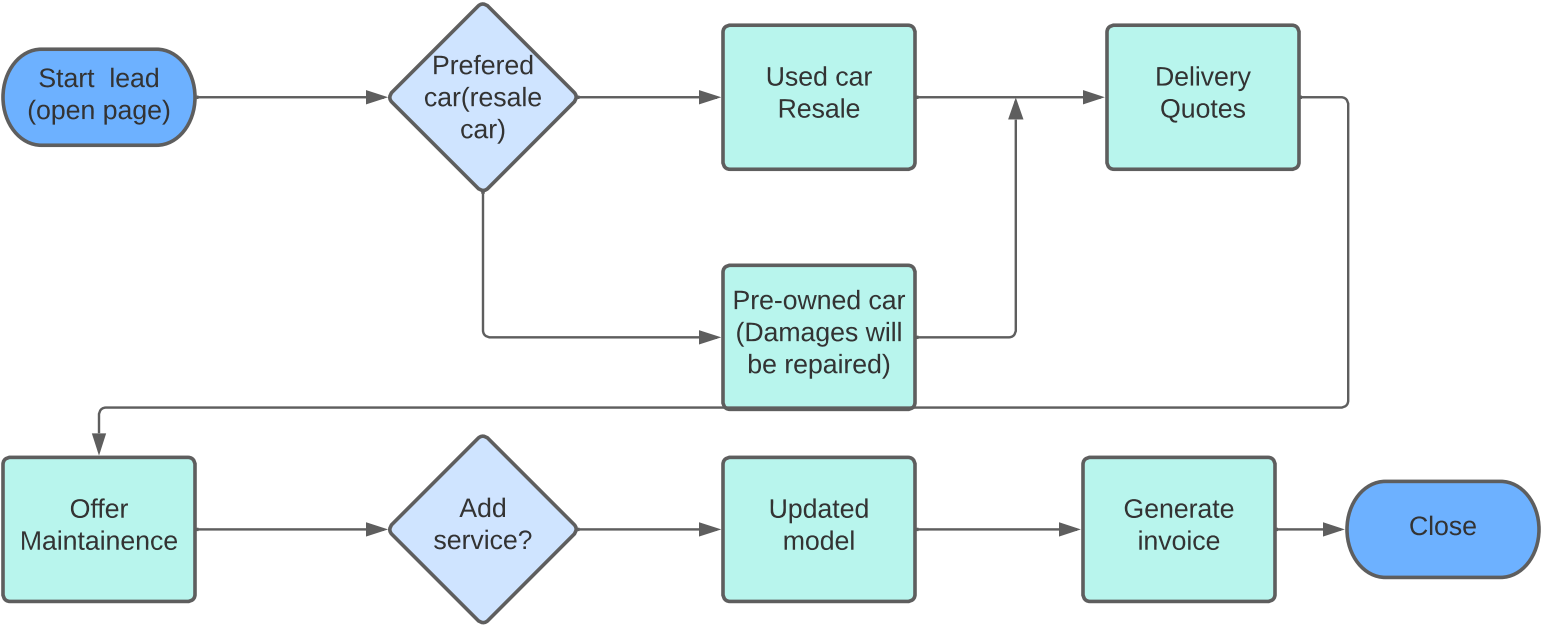 Start  lead
(open page)
Prefered
car(resale
car)
Used car
Resale
Delivery
Quotes
Pre-owned car
(Damages will
be repaired)
Offer
Maintainence
Add
service?
Updated
model
Generate
invoice
Close